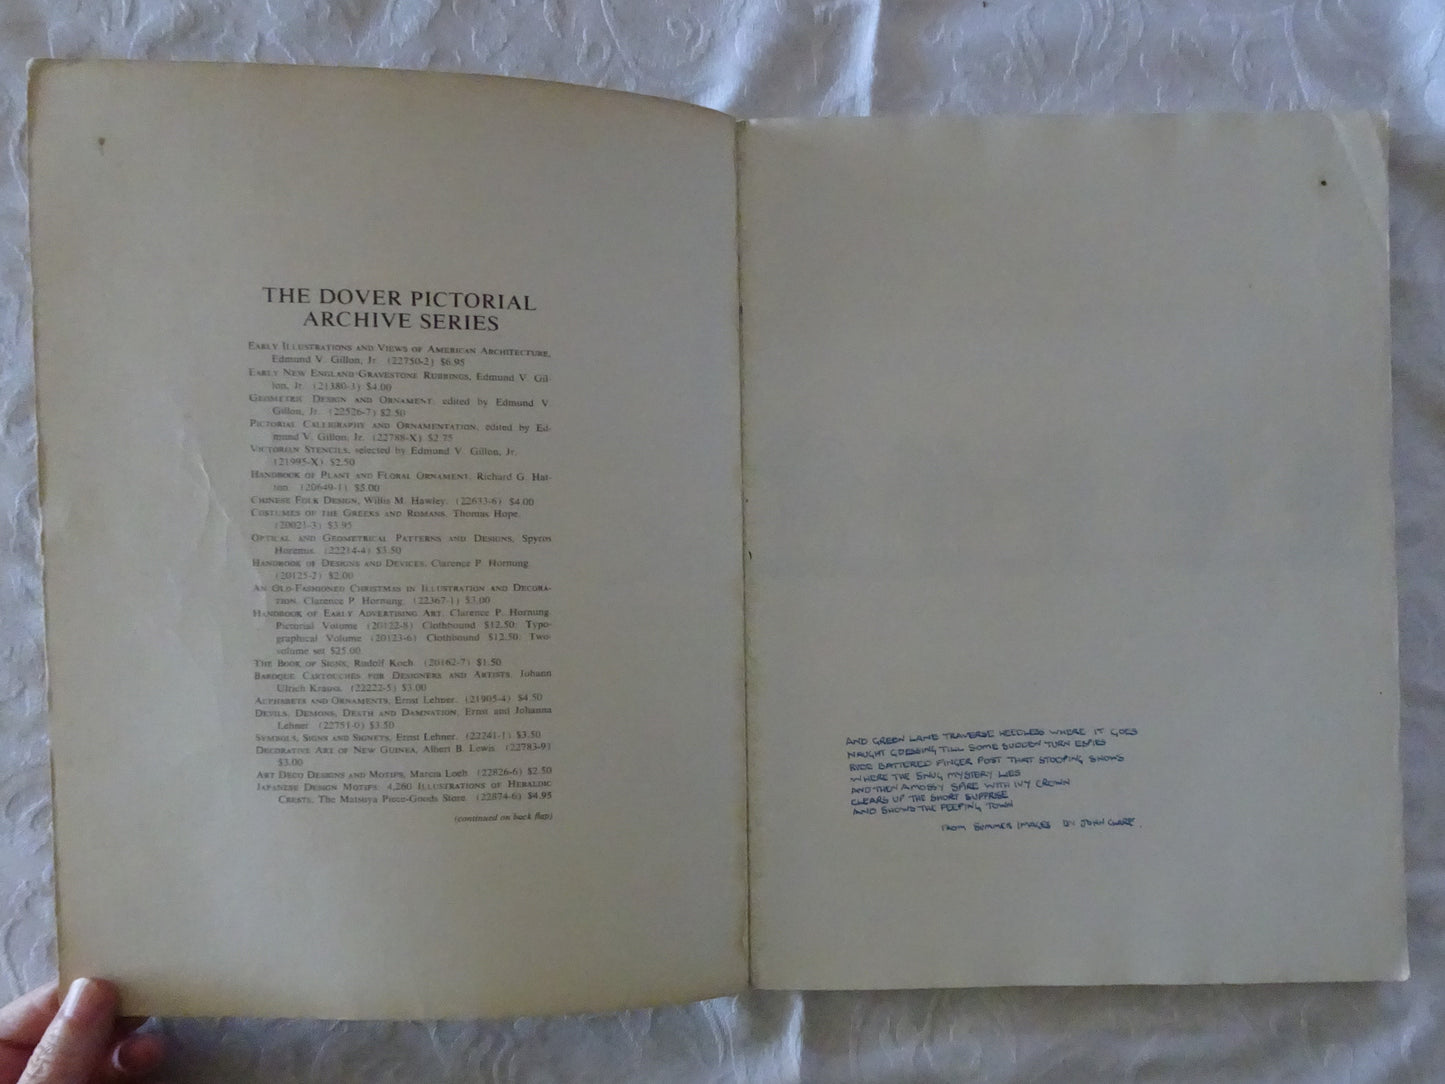 THE DOVER PICTORIAL
ARCHIVE SERIES
EARLY ILLUSTRATIONS AND VIEWS OF AMERICAN ARCHITECTURE,
Edmund V. Gillon, Jr. (22750-2) $6.95
EARLY NEW ENGLAND GRAVESTONE RUBBINGS, Edmund V. Gil-
lon, Jr. (21380-3) $4.00
GEOMETRIC DESIGN AND ORNAMENT, edited by Edmund V.
Gillon, Jr. (22526-7) $2.50
PICTORIAL CALLIGRAPHY AND ORNAMENTATION, edited by Ed-
mund V. Gillon, Jr. (22788-X) $2.75
VICTORIAN STENCILS, selected by Edmund V. Gillon, Jr.
(21995-X) $2.50
HANDBOOK OF PLANT AND FLORAL ORNAMENT, Richard G. Hat-
ton. (20649-1) $5.00
CHINESE FOLK DESIGN, Willis M. Hawley. (22633-6) $4.00
COSTUMES OF THE GREEKS AND ROMANS, Thomas Hope.
(20021-3) $3.95
OPTICAL AND GEOMETRICAL PATTERNS AND DESIGNS, Spyros
Horemis. (22214-4) $3.50
HANDBOOK OF DESIGNS AND DEVICES, Clarence P. Hornung.
(20125-2) $2.00
AN OLD-FASHIONED CHRISTMAS IN ILLUSTRATION AND DECORA-
TION, Clarence P. Hornung. (22367-1) $3.00
HANDBOOK OF EARLY ADVERTISING ART, Clarence P. Hornung.
Pictorial Volume (20122-8) Clothbound $12.50; Typo-
graphical Volume (20123-6) Clothbound $12.50; Two-
volume set $25.00
THE BOOK OF SIGNS, Rudolf Koch. (20162-7) $1.50
BAROQUE CARTOUCHES FOR DESIGNERS AND ARTISTS, Johann
Ulrich Krauss. (22222-5) $3.00
ALPHABETS AND ORNAMENTS, Ernst Lehner. (21905-4) $4.50
DEVILS, DEMONS, DEATH AND DAMNATION, Ernst and Johanna
Lehner. (22751-0) $3.50
SYMBOLS, SIGNS AND SIGNETS, Ernst Lehner. (22241-1) $3.50
DECORATIVE ART OF NEW GUINEA, Albert B. Lewis. (22783-9)
$3.00
ART DECO DESIGNS AND MOTIFS, Marcia Loeb. (22826-6) $2.50
JAPANESE DESIGN MOTIFS: 4,260 ILLUSTRATIONS OF HERALDIC
CRESTS, The Matsuya Piece-Goods Store. (22874-6) $4.95
(continued on back flap)
AND GREEN LANE TRAVERSE HEEDLESS WHERE IT GOES
NAUGHT GUESSING TILL SOME SUDDEN TURN ESPIES
RUDE BATTERED FINGER POST THAT STOOPING SHOWS
WHERE THE SNUG MYSTERY LIES
AND THEN A MOSSY SPIRE WITH IVY CROWN
CLEARS UP THE SHORT SUPPRISE
AND SHOWS THE PEEPING TOWN
FROM SUMMER IMAGES BY JOHN CLARE.